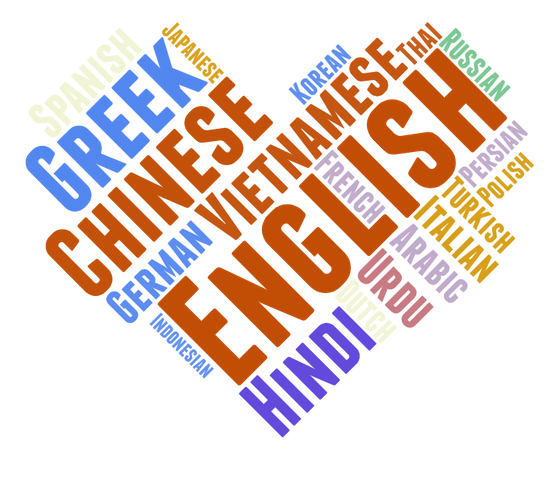 Spanish
Japanese
Greek
Chinese
Korean
Vietnamese
Thai
Russian
German
English
French
Persian
Polish
Turkish
Italian
Arabic
Urdu
Dutch
Indonesian
Hindi